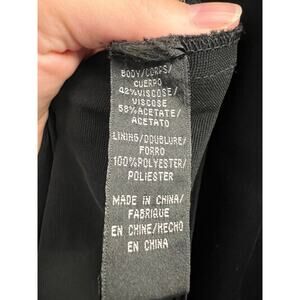 BODY/CORPS/
CUERPO
42%VISCOSE/
VISCOSE
58%ACETATE/
ACETATO
LINING/DOUBLURE/
FORRO
100%POLYESTER/
POLIESTER
MADE IN CHINA/
FABRIQUE
EN CHINE/HECHO
EN CHINA